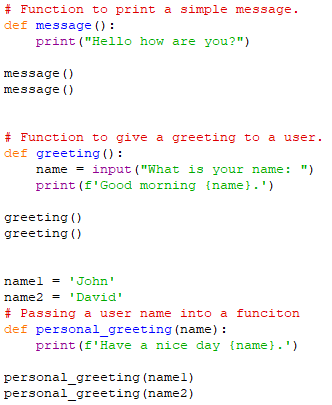 # Function to print a simple message.
def message():
    print("Hello how are you?")

message()
message()


# Function to give a greeting to a user.
def greeting():
    name = input("What is your name: ")
    print(f'Good morning {name}.')

greeting()
greeting()


name1 = 'John'
name2 = 'David'
# Passing a user name into a funciton
def personal_greeting(name):
    print(f'Have a nice day {name}.')

personal_greeting(name1)
personal_greeting(name2)